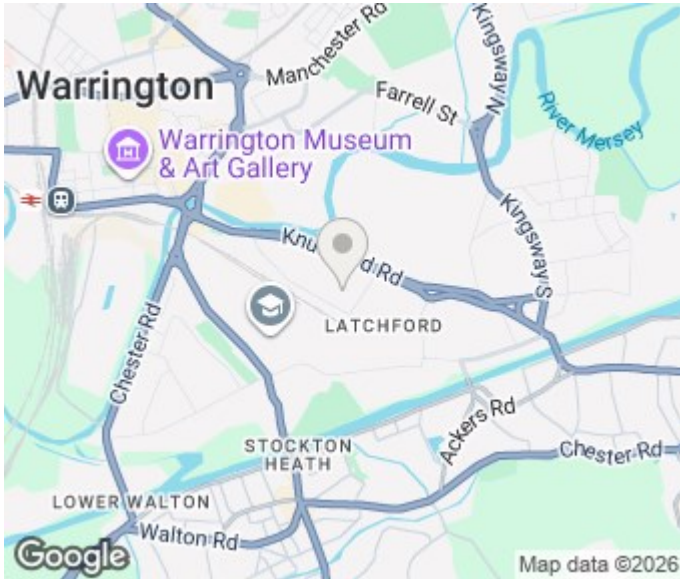 Warrington
Manchester Rd
Kingsway N
Farrell St
River Mersey
Warrington Museum
& Art Gallery
Kingsway S
LATCHFORD
Chester Rd
STOCKTON
HEATH
Ackers Rd
Chester Rd
LOWER WALTON
Walton Rd
Google
Map data ©2026